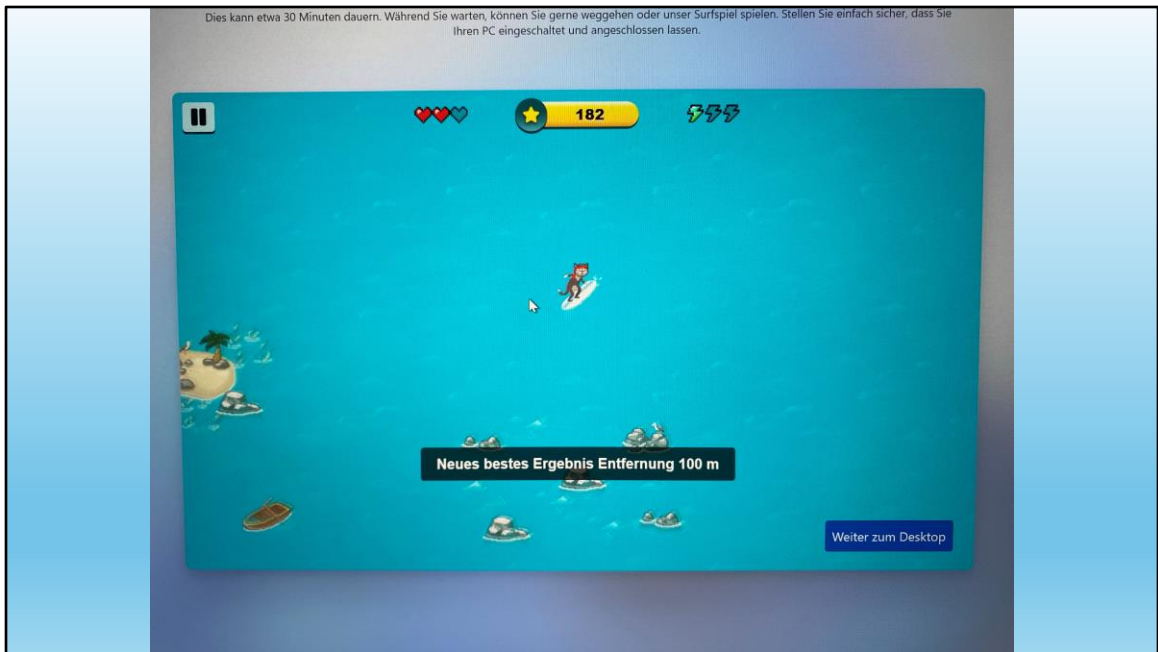 Dies kann etwa 30 Minuten dauern. Während Sie warten, können Sie gerne weggehen oder unser Surfspiel spielen. Stellen Sie einfach sicher, dass Sie
Ihren PC eingeschaltet und angeschlossen lassen.
182
Neues bestes Ergebnis Entfernung 100 m
Weiter zum Desktop